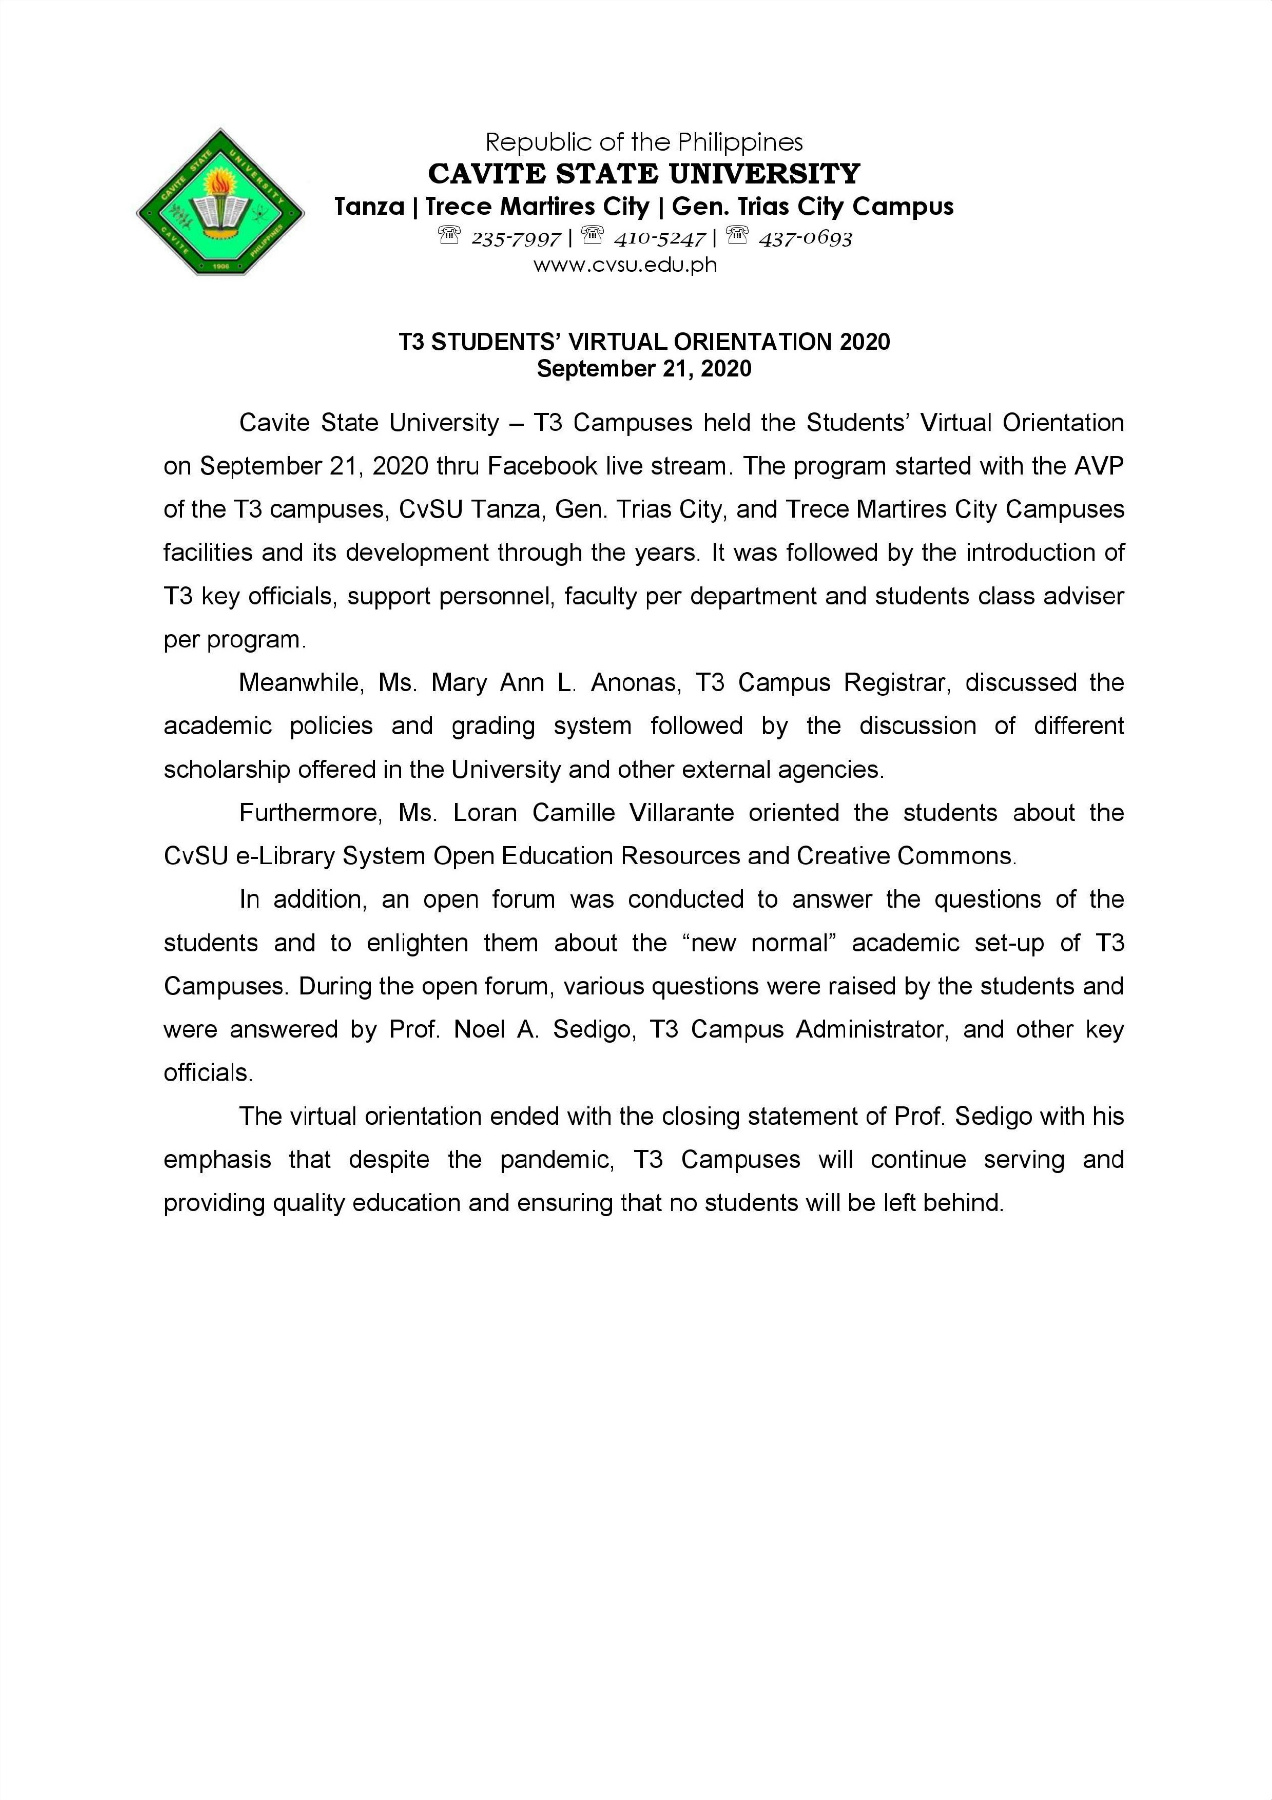 CAVITE STATE UNIVERSITY
CAVITE PHILIPPINES
1906
Republic of the Philippines
CAVITE STATE UNIVERSITY
Tanza | Trece Martires City | Gen. Trias City Campus
☏ 235-7997 | ☏ 410-5247 | ☏ 437-0693
www.cvsu.edu.ph
T3 STUDENTS’ VIRTUAL ORIENTATION 2020
September 21, 2020
Cavite State University – T3 Campuses held the Students’ Virtual Orientation
on September 21, 2020 thru Facebook live stream. The program started with the AVP
of the T3 campuses, CvSU Tanza, Gen. Trias City, and Trece Martires City Campuses
facilities and its development through the years. It was followed by the introduction of
T3 key officials, support personnel, faculty per department and students class adviser
per program.
Meanwhile, Ms. Mary Ann L. Anonas, T3 Campus Registrar, discussed the
academic policies and grading system followed by the discussion of different
scholarship offered in the University and other external agencies.
Furthermore, Ms. Loran Camille Villarante oriented the students about the
CvSU e-Library System Open Education Resources and Creative Commons.
In addition, an open forum was conducted to answer the questions of the
students and to enlighten them about the “new normal” academic set-up of T3
Campuses. During the open forum, various questions were raised by the students and
were answered by Prof. Noel A. Sedigo, T3 Campus Administrator, and other key
officials.
The virtual orientation ended with the closing statement of Prof. Sedigo with his
emphasis that despite the pandemic, T3 Campuses will continue serving and
providing quality education and ensuring that no students will be left behind.